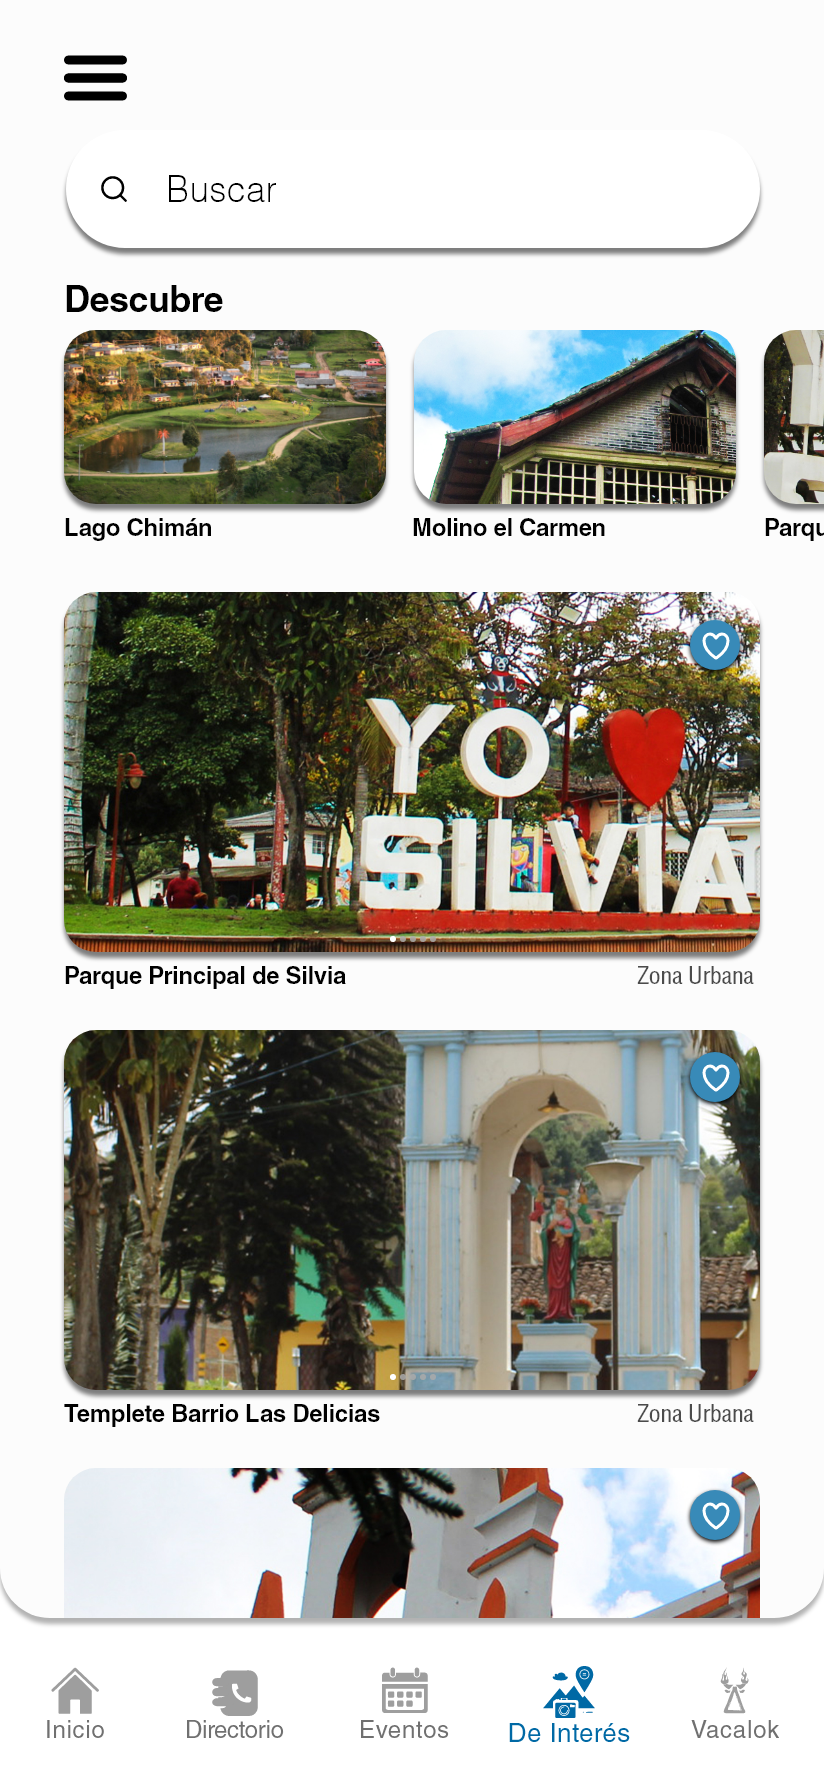 Buscar
Descubre
Lago Chimán
Molino el Carmen
Parqu
YO
SILVIA
Parque Principal de Silvia
Zona Urbana
Templete Barrio Las Delicias
Zona Urbana
Inicio
Directorio
Eventos
De Interés
Vacalok